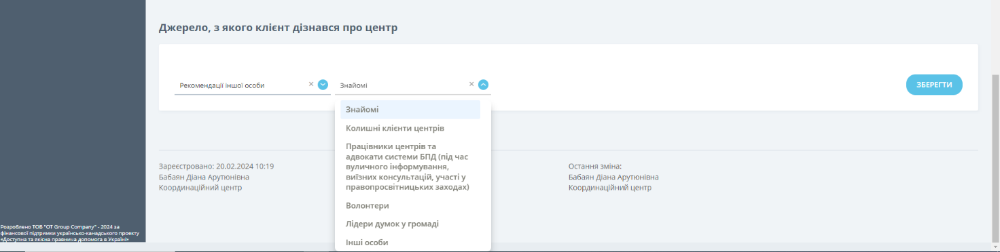 Джерело, з якого клієнт дізнався про центр
Рекомендації іншої особи
Знайомі
ЗБЕРЕГТИ
Знайомі
Колишні клієнти центрів
Працівники центрів та
адвокати системи БПД (під час
вуличного інформування,
виїзних консультацій, участі у
правопросвітницьких заходах)
Волонтери
Лідери думок у громаді
Інші особи
Зареєстровано: 20.02.2024 10:19
Бабаян Діана Арутюнівна
Координаційний центр
Остання зміна:
Бабаян Діана Арутюнівна
Координаційний центр
Розроблено ТОВ "OT Group Company" - 2024 за
фінансової підтримки українсько-канадського проекту
«Доступна та якісна правнича допомога в Україні»